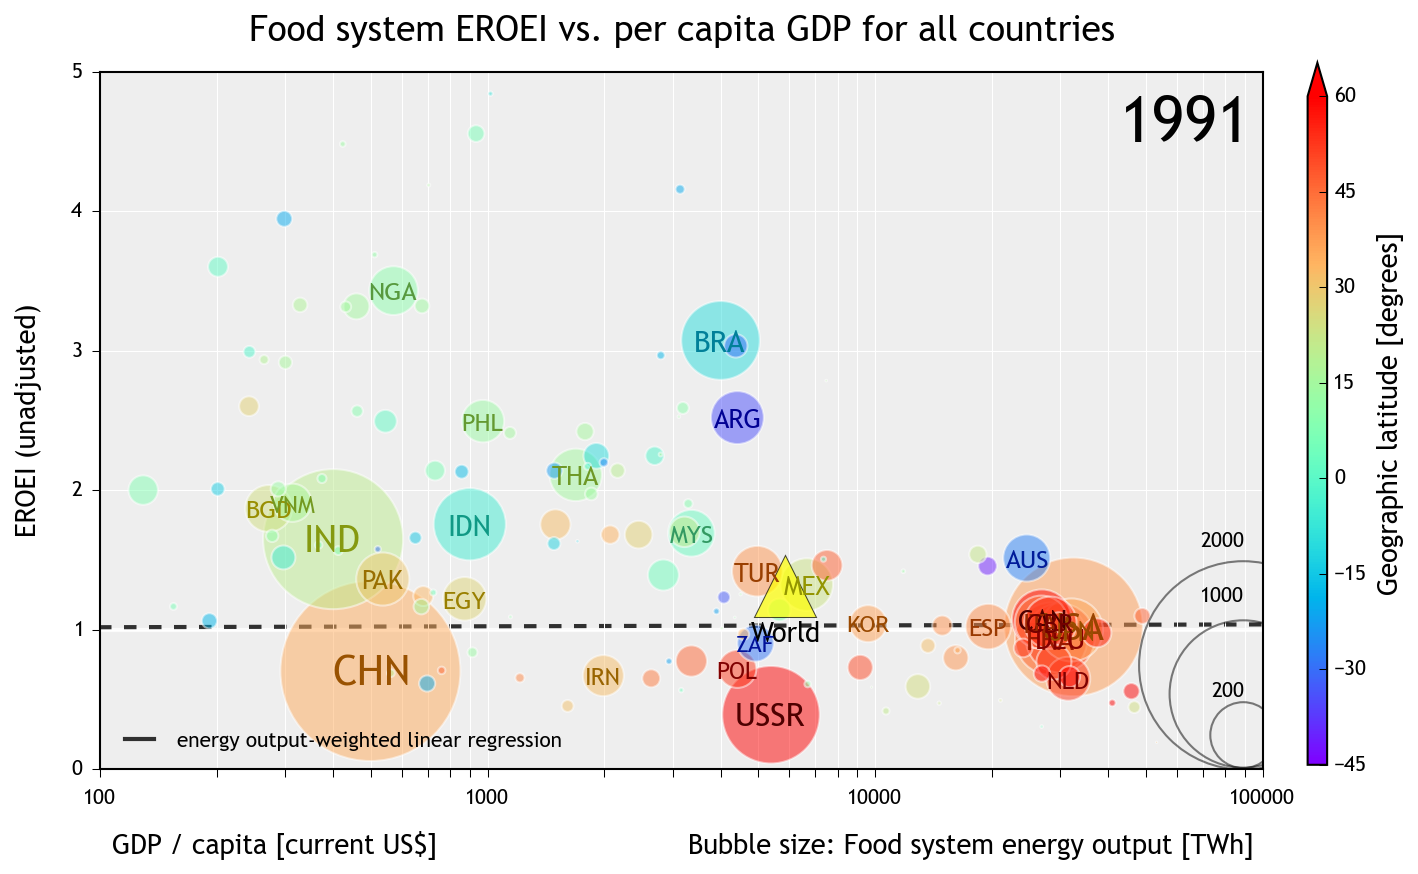 Food system EROEI vs. per capita GDP for all countries
1991
EROEI (unadjusted)
5
4
3
2
1
0
NGA
BRA
ARG
PHL
THA
BGD
VNM
IND
IDN
MYS
PAK
EGY
TUR
MEX
AUS
World
ZAF
KOR
ESP
CHN
IRN
POL
USSR
NLD
CAN
2000
1000
200
energy output-weighted linear regression
100
1000
10000
100000
GDP / capita [current US$]
Bubble size: Food system energy output [TWh]
60
45
30
15
0
−15
−30
−45
Geographic latitude [degrees]